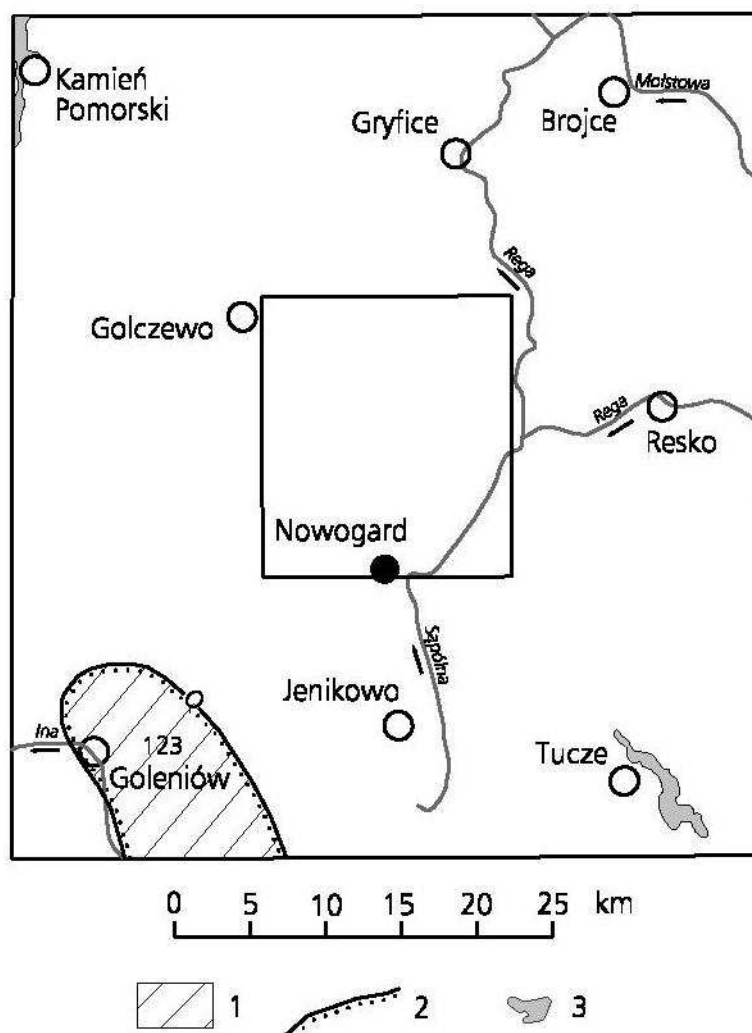 Kamień
Pomorski
Mołstowa
Brojce
Gryfice
Rega
Golczewo
Rega
Resko
Nowogard
Sąpólna
Jenikowo
Ina
123
Goleniów
Tucze
0 5 10 15 20 25 km
1 2 3